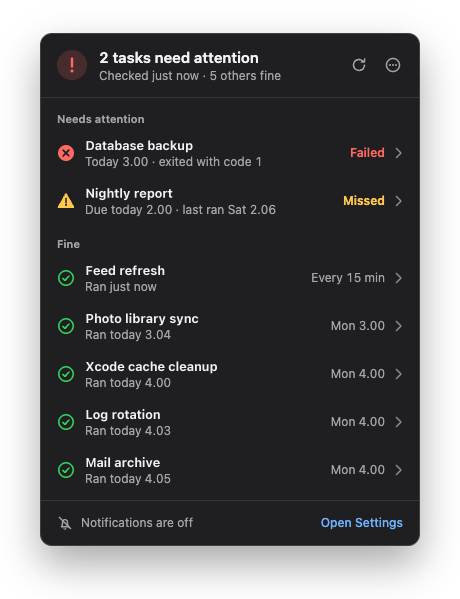 2 tasks need attention
Checked just now · 5 others fine
Needs attention
Database backup
Today 3.00 · exited with code 1
Failed
Nightly report
Due today 2.00 · last ran Sat 2.06
Missed
Fine
Feed refresh
Ran just now
Every 15 min
Photo library sync
Ran today 3.04
Mon 3.00
Xcode cache cleanup
Ran today 4.00
Mon 4.00
Log rotation
Ran today 4.03
Mon 4.00
Mail archive
Ran today 4.05
Mon 4.00
Notifications are off
Open Settings